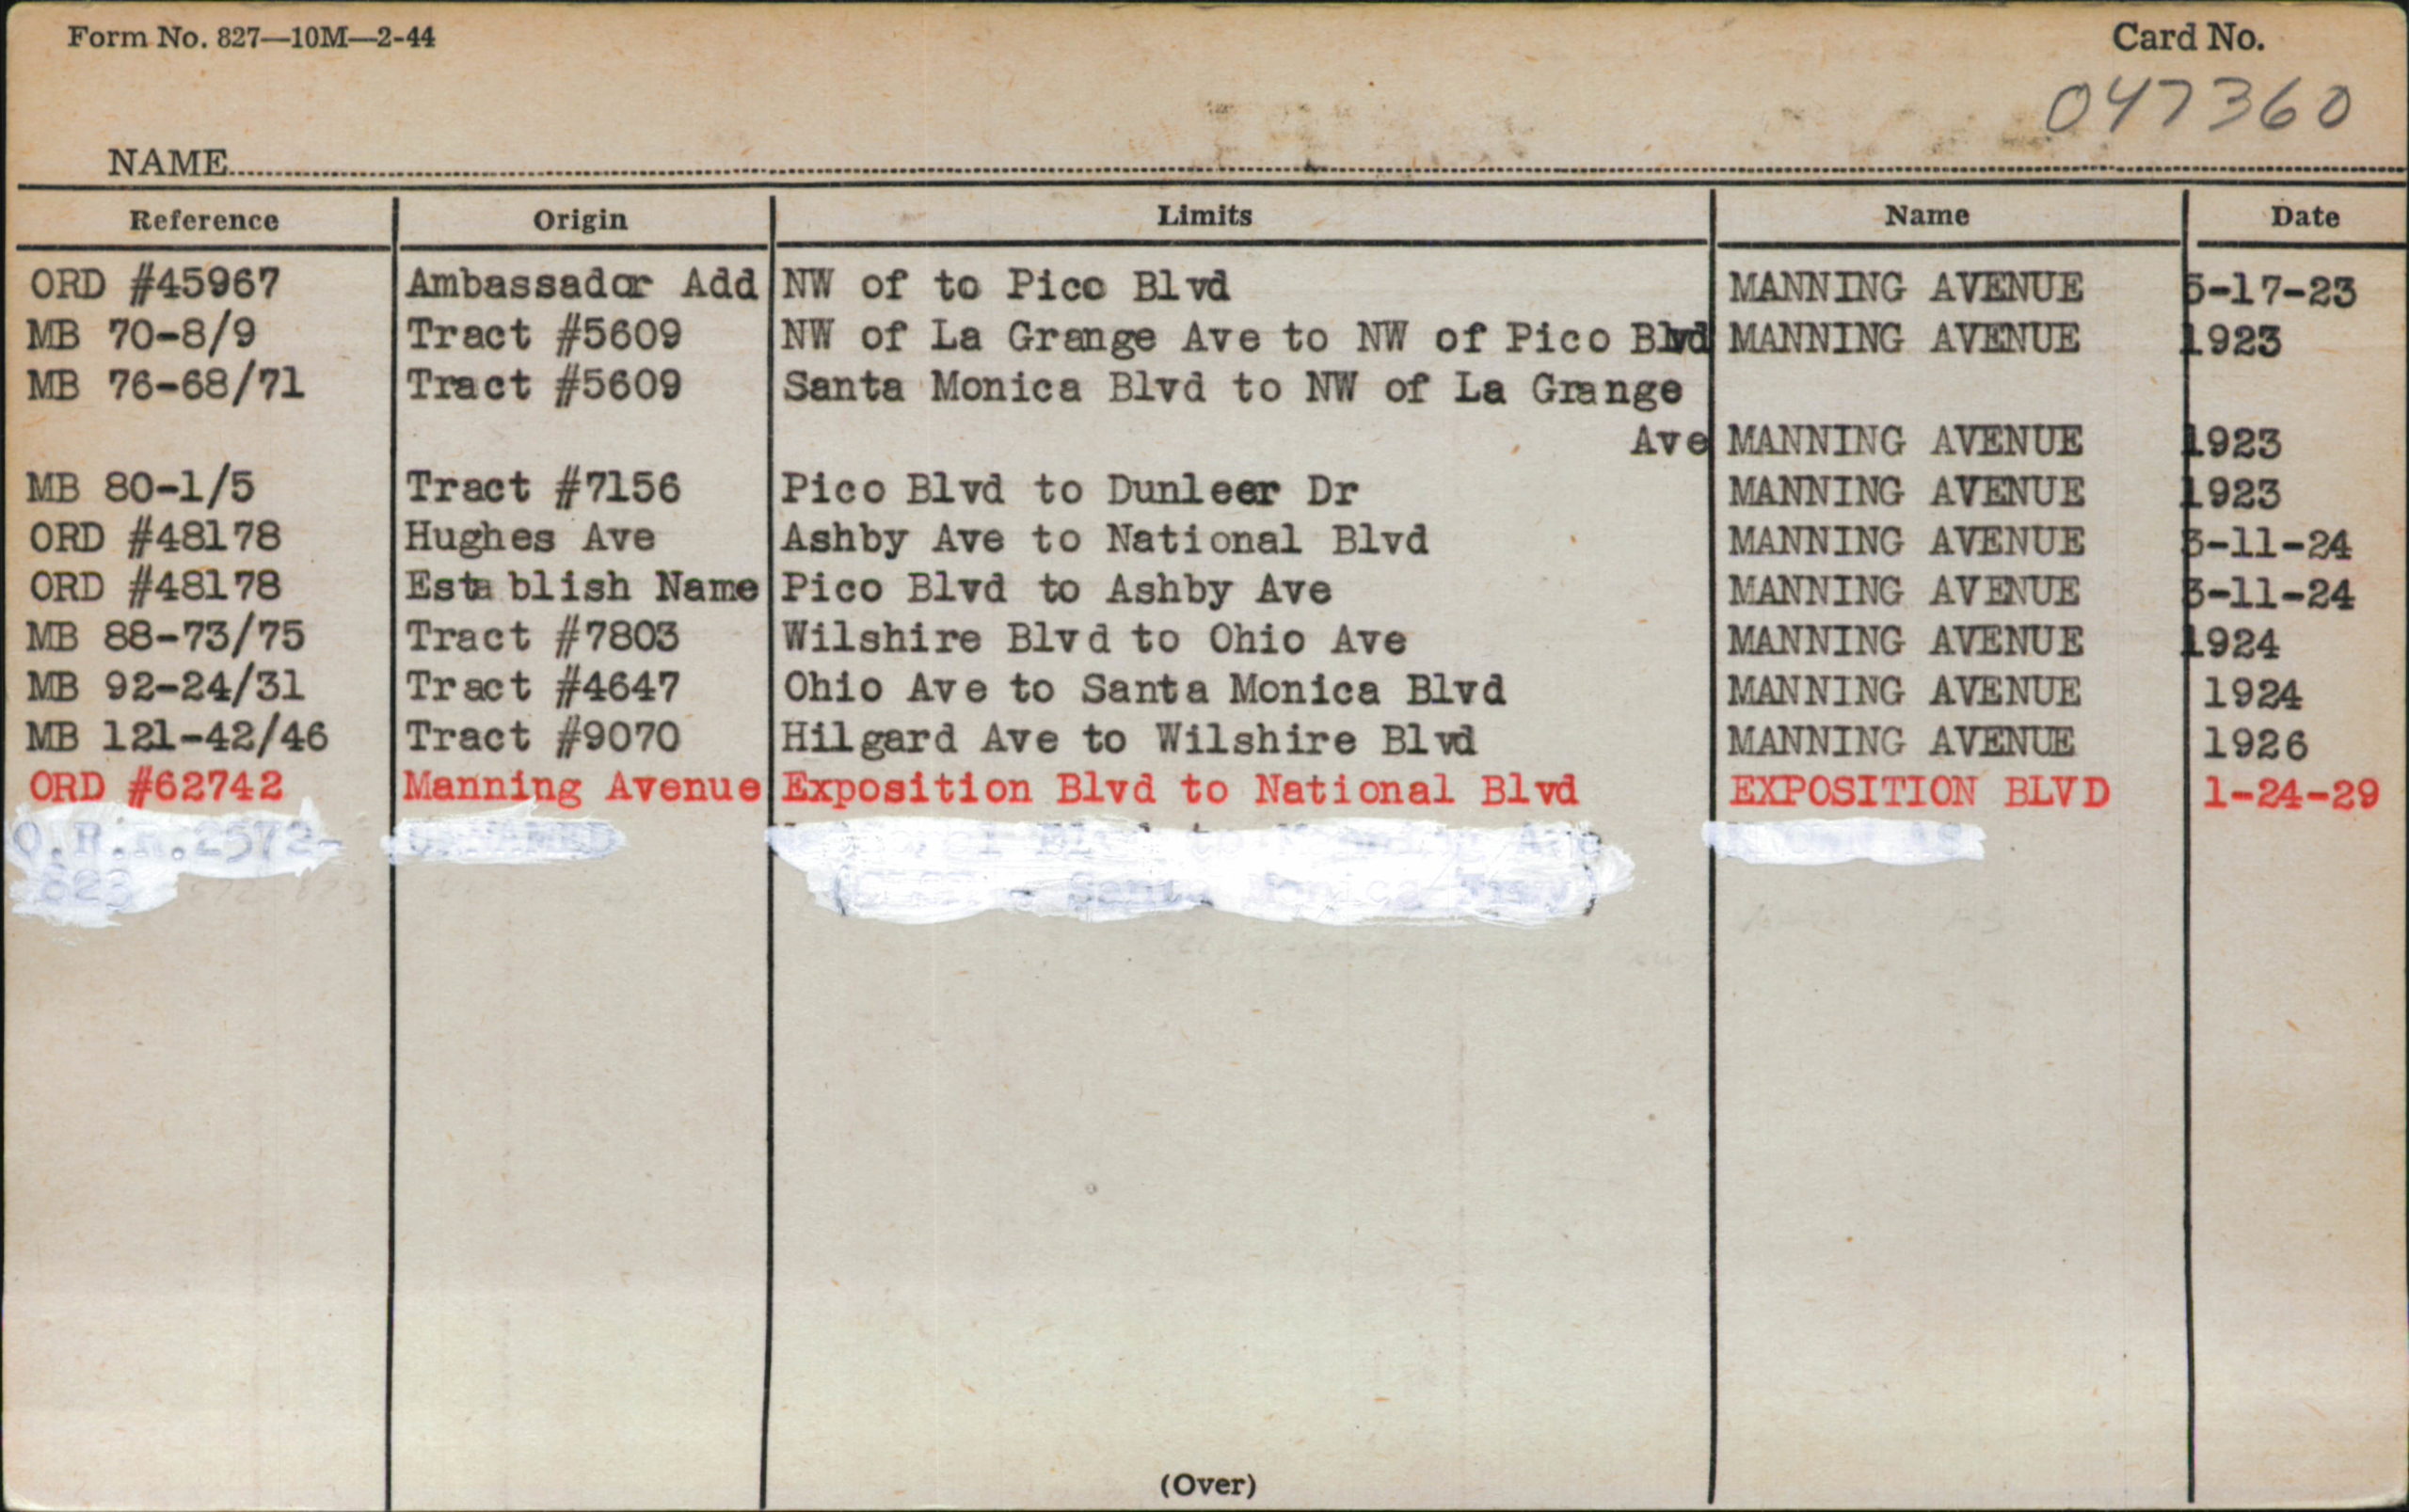 Form No. 827—10M—2-44
Card No.
047360
NAME
Reference Origin Limits Name Date
ORD #45967 Ambassador Add NW of to Pico Blvd MANNING AVENUE 5-17-23
MB 70-8/9 Tract #5609 NW of La Grange Ave to NW of Pico Blvd MANNING AVENUE 1923
MB 76-68/71 Tract #5609 Santa Monica Blvd to NW of La Grange
Ave MANNING AVENUE 1923
MB 80-1/5 Tract #7156 Pico Blvd to Dunleer Dr MANNING AVENUE 1923
ORD #48178 Hughes Ave Ashby Ave to National Blvd MANNING AVENUE 3-11-24
ORD #48178 Establish Name Pico Blvd to Ashby Ave MANNING AVENUE 3-11-24
MB 88-73/75 Tract #7803 Wilshire Blvd to Ohio Ave MANNING AVENUE 1924
MB 92-24/31 Tract #4647 Ohio Ave to Santa Monica Blvd MANNING AVENUE 1924
MB 121-42/46 Tract #9070 Hilgard Ave to Wilshire Blvd MANNING AVENUE 1926
ORD #62742 Manning Avenue Exposition Blvd to National Blvd EXPOSITION BLVD 1-24-29
(Over)